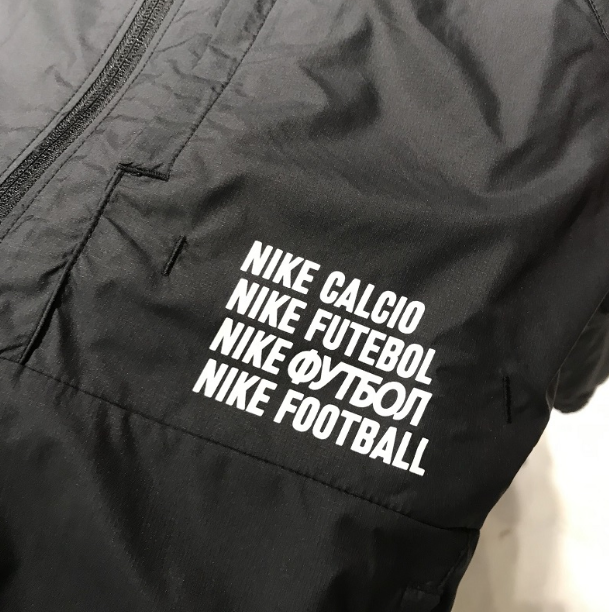 NIKE CALCIO
NIKE FUTEBOL
NIKE ФУТБОЛ
NIKE FOOTBALL